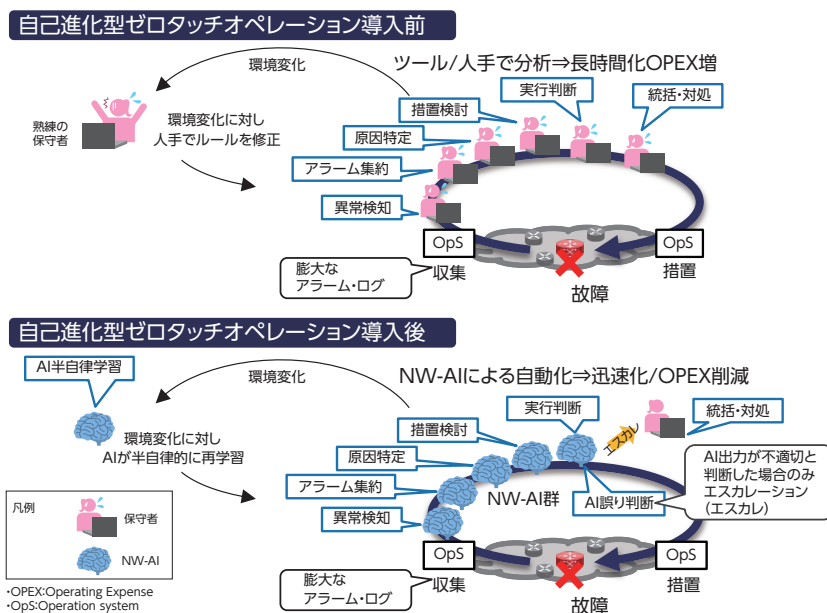 自己進化型ゼロタッチオペレーション導入前
ツール/人手で分析⇒長時間化OPEX増
環境変化
実行判断
統括・対処
措置検討
熟練の
保守者
環境変化に対し
人手でルールを修正
原因特定
アラーム集約
異常検知
OpS
OpS
膨大な
アラーム・ログ
収集
措置
故障
自己進化型ゼロタッチオペレーション導入後
AI半自律学習
環境変化
NW-AIによる自動化⇒迅速化/OPEX削減
実行判断
エスカレ
統括・対処
措置検討
環境変化に対し
AIが半自律的に再学習
原因特定
アラーム集約
NW-AI群
AI誤り判断
AI出力が不適切と
判断した場合のみ
エスカレーション
（エスカレ）
異常検知
凡例
保守者
NW-AI
OpS
OpS
膨大な
アラーム・ログ
収集
措置
故障
・OPEX:Operating Expense
・OpS:Operation system